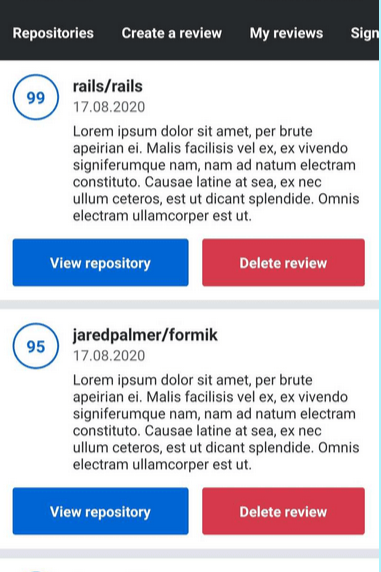 Repositories Create a review My reviews Sign
99
rails/rails
17.08.2020
Lorem ipsum dolor sit amet, per brute
apeirian ei. Malis facilisis vel ex, ex vivendo
signiferumque nam, nam ad natum electram
constituto. Causae latine at sea, ex nec
ullum ceteros, est ut dicant splendide. Omnis
electram ullamcorper est ut.
View repository Delete review
95
jaredpalmer/formik
17.08.2020
Lorem ipsum dolor sit amet, per brute
apeirian ei. Malis facilisis vel ex, ex vivendo
signiferumque nam, nam ad natum electram
constituto. Causae latine at sea, ex nec
ullum ceteros, est ut dicant splendide. Omnis
electram ullamcorper est ut.
View repository Delete review